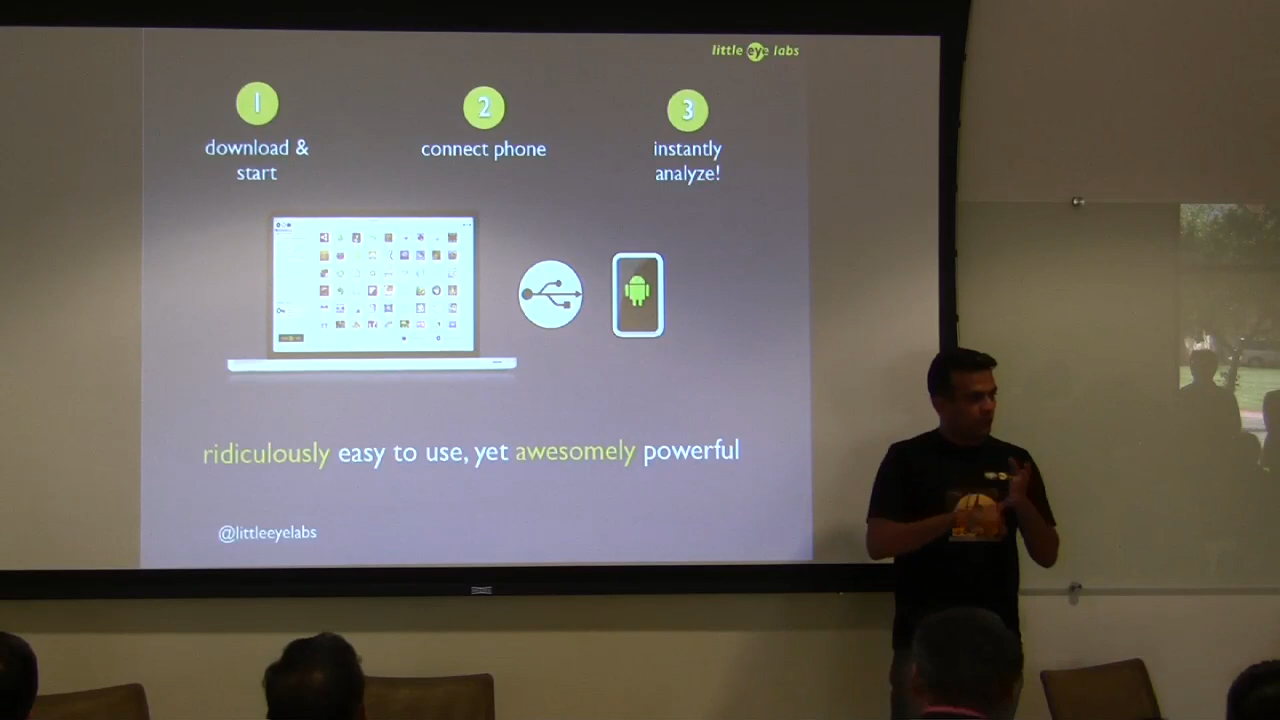 little eye labs
1
2
3
download &
start
connect phone
instantly
analyze!
ridiculously easy to use, yet awesomely powerful
@littleeyelabs